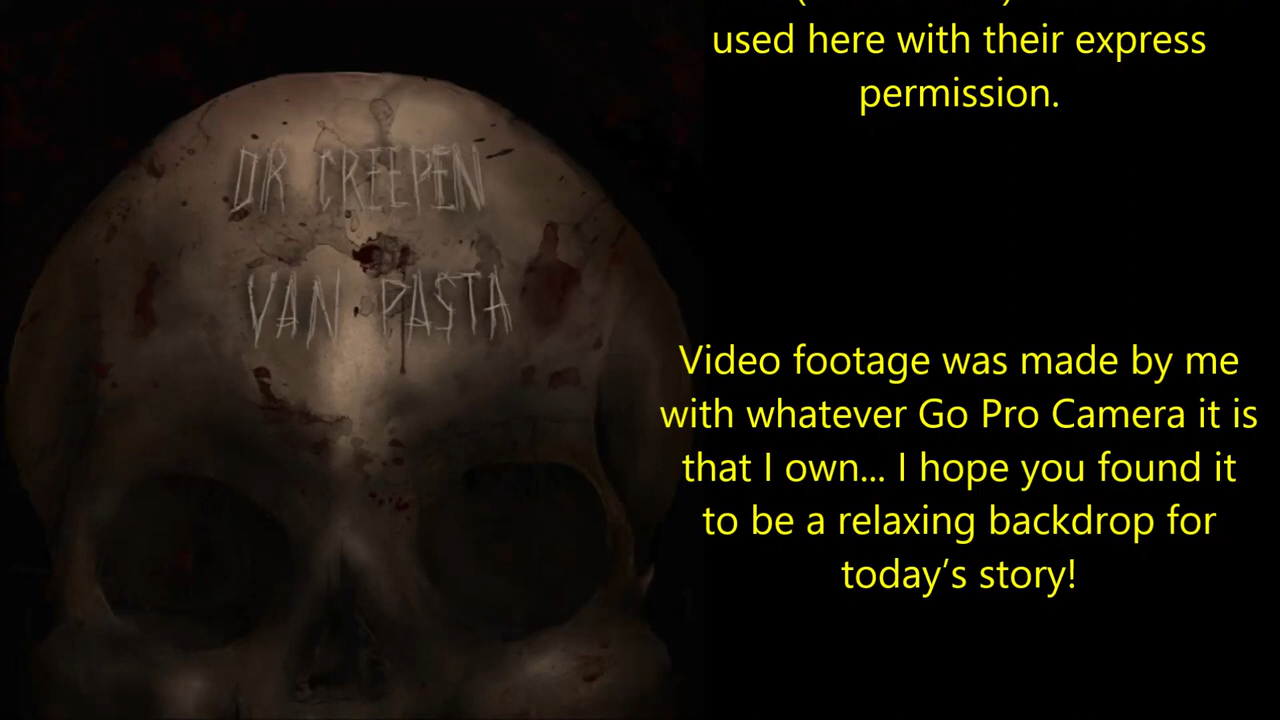 DR CREEPEN
VAN PASTA
used here with their express
permission.
Video footage was made by me
with whatever Go Pro Camera it is
that I own... I hope you found it
to be a relaxing backdrop for
today’s story!